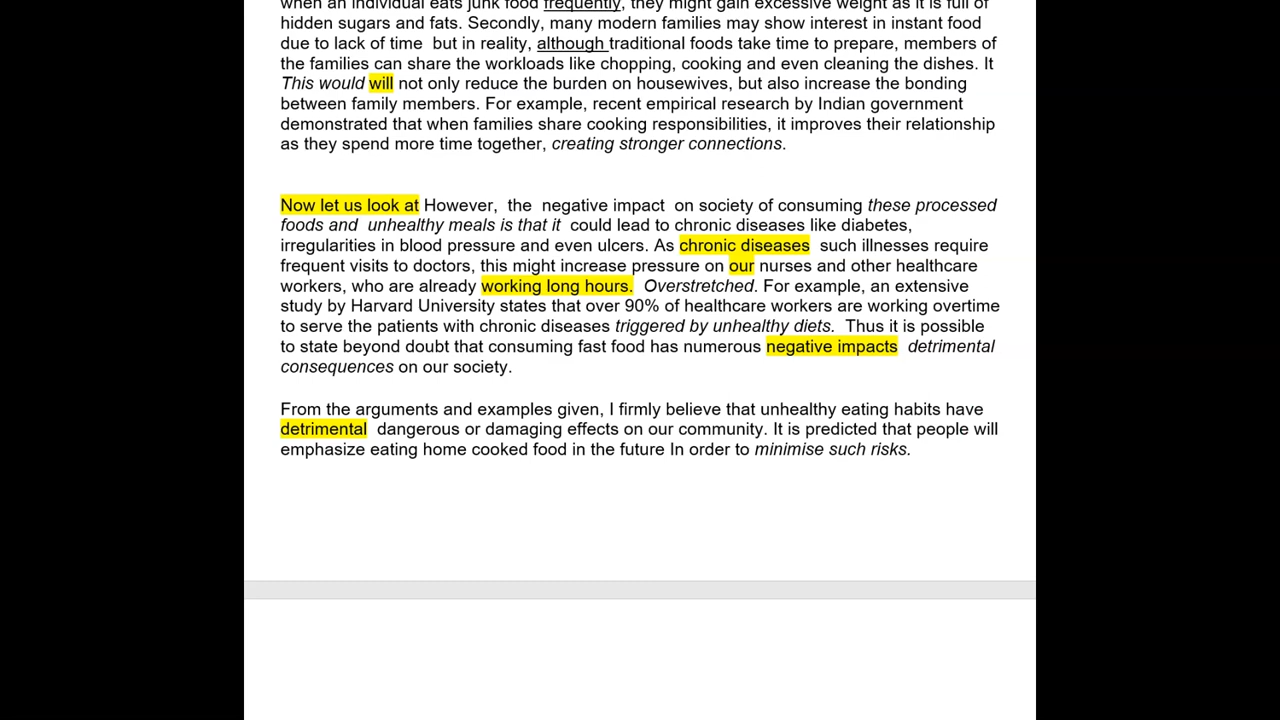 when an individual eats junk food frequently, they might gain excessive weight as it is full of
hidden sugars and fats. Secondly, many modern families may show interest in instant food
due to lack of time  but in reality, although traditional foods take time to prepare, members of
the families can share the workloads like chopping, cooking and even cleaning the dishes. It
This would will not only reduce the burden on housewives, but also increase the bonding
between family members. For example, recent empirical research by Indian government
demonstrated that when families share cooking responsibilities, it improves their relationship
as they spend more time together, creating stronger connections.
Now let us look at However,  the  negative impact  on society of consuming these processed
foods and  unhealthy meals is that it  could lead to chronic diseases like diabetes,
irregularities in blood pressure and even ulcers. As chronic diseases  such illnesses require
frequent visits to doctors, this might increase pressure on our nurses and other healthcare
workers, who are already working long hours.  Overstretched. For example, an extensive
study by Harvard University states that over 90% of healthcare workers are working overtime
to serve the patients with chronic diseases triggered by unhealthy diets.  Thus it is possible
to state beyond doubt that consuming fast food has numerous negative impacts  detrimental
consequences on our society.
From the arguments and examples given, I firmly believe that unhealthy eating habits have
detrimental  dangerous or damaging effects on our community. It is predicted that people will
emphasize eating home cooked food in the future In order to minimise such risks.